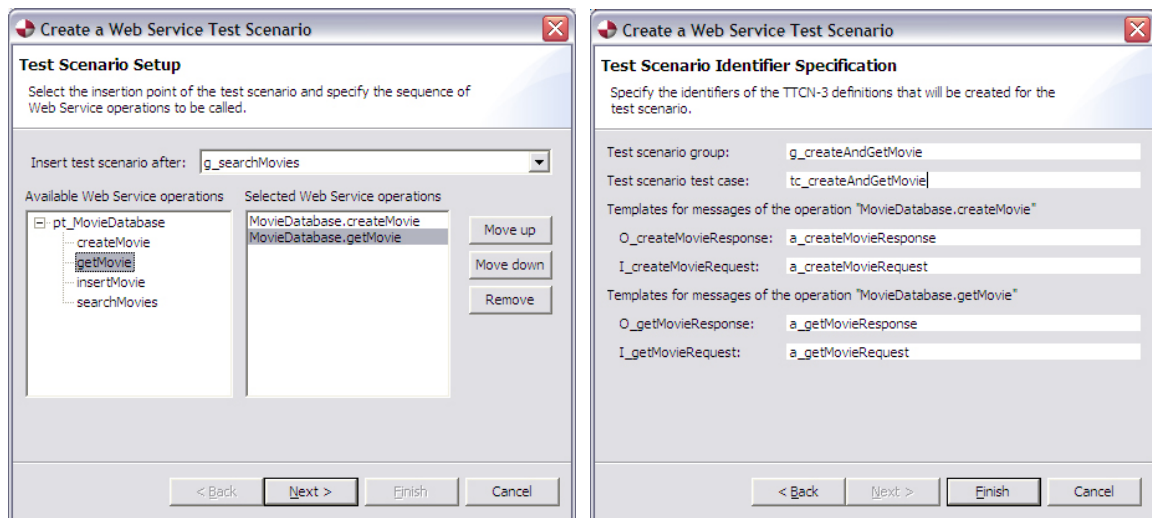 Create a Web Service Test Scenario
Test Scenario Setup
Select the insertion point of the test scenario and specify the sequence of
Web Service operations to be called.
Insert test scenario after: g_searchMovies
Available Web Service operations
pt_MovieDatabase
createMovie
getMovie
insertMovie
searchMovies
Selected Web Service operations
MovieDatabase.createMovie
MovieDatabase.getMovie
Move up
Move down
Remove
< Back Next > Finish Cancel
Create a Web Service Test Scenario
Test Scenario Identifier Specification
Specify the identifiers of the TTCN-3 definitions that will be created for the
test scenario.
Test scenario group: g_createAndGetMovie
Test scenario test case: tc_createAndGetMovie
Templates for messages of the operation "MovieDatabase.createMovie"
O_createMovieResponse: a_createMovieResponse
I_createMovieRequest: a_createMovieRequest
Templates for messages of the operation "MovieDatabase.getMovie"
O_getMovieResponse: a_getMovieResponse
I_getMovieRequest: a_getMovieRequest
< Back Next > Finish Cancel